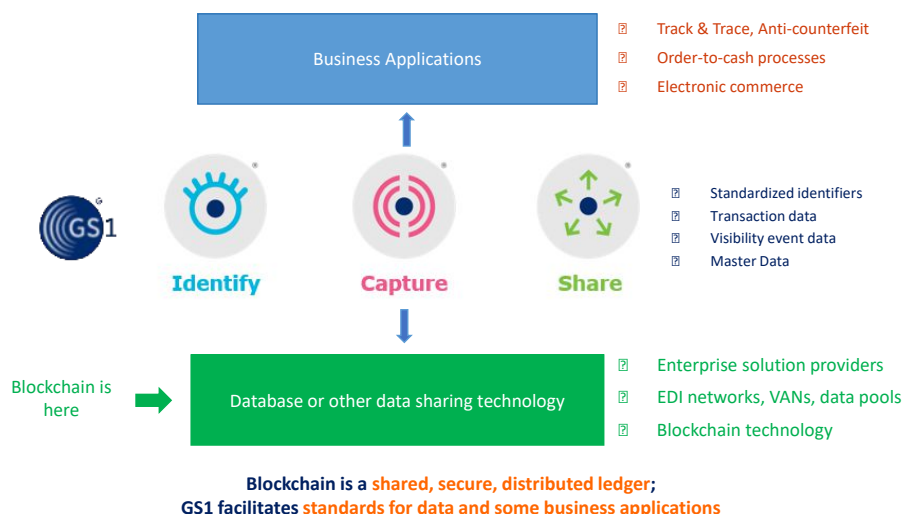 Business Applications
Track & Trace, Anti-counterfeit
Order-to-cash processes
Electronic commerce
GS1
Identify
Capture
Share
Standardized identifiers
Transaction data
Visibility event data
Master Data
Blockchain is
here
Database or other data sharing technology
Enterprise solution providers
EDI networks, VANs, data pools
Blockchain technology
Blockchain is a shared, secure, distributed ledger;
GS1 facilitates standards for data and some business applications